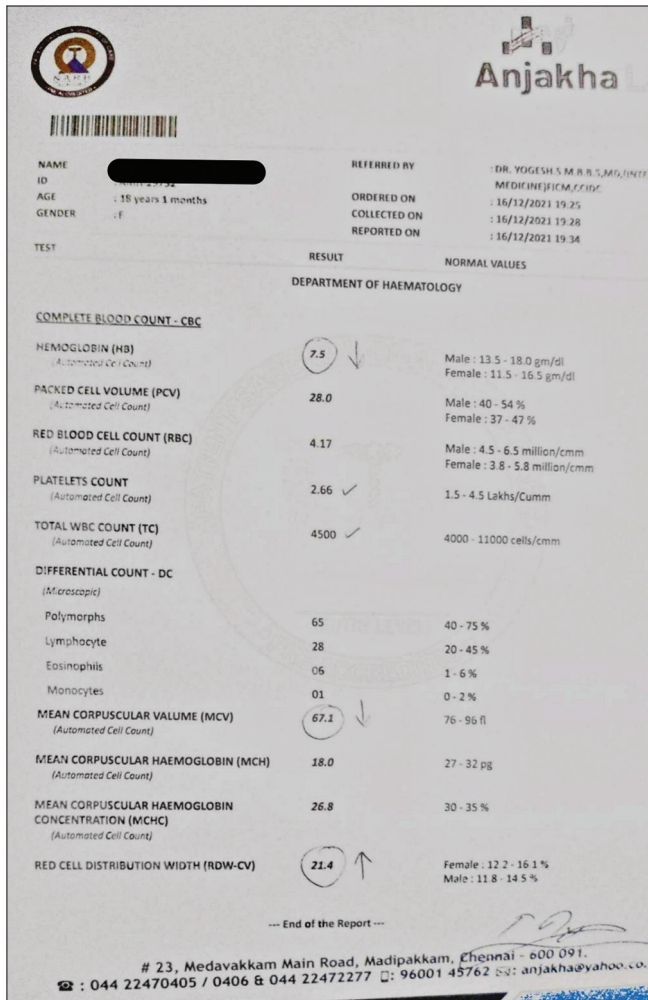 Anjakha
NAME
ID
AGE : 18 years 1 months
GENDER : F
REFERRED BY : DR. YOGESH.S M.B.B.S,MD,(INTE
MEDICINE)FICM,CCIDC
ORDERED ON : 16/12/2021 19:25
COLLECTED ON : 16/12/2021 19:28
REPORTED ON : 16/12/2021 19:34
TEST RESULT NORMAL VALUES
DEPARTMENT OF HAEMATOLOGY
COMPLETE BLOOD COUNT - CBC
HEMOGLOBIN (HB) 7.5 Male : 13.5 - 18.0 gm/dl
(Automated Cell Count) Female : 11.5 - 16.5 gm/dl
PACKED CELL VOLUME (PCV) 28.0 Male : 40 - 54 %
(Automated Cell Count) Female : 37 - 47 %
RED BLOOD CELL COUNT (RBC) 4.17 Male : 4.5 - 6.5 million/cmm
(Automated Cell Count) Female : 3.8 - 5.8 million/cmm
PLATELETS COUNT 2.66 1.5 - 4.5 Lakhs/Cumm
(Automated Cell Count)
TOTAL WBC COUNT (TC) 4500 4000 - 11000 cells/cmm
(Automated Cell Count)
DIFFERENTIAL COUNT - DC
(Microscopic)
Polymorphs 65 40 - 75 %
Lymphocyte 28 20 - 45 %
Eosinophils 06 1 - 6 %
Monocytes 01 0 - 2 %
MEAN CORPUSCULAR VALUME (MCV) 67.1 76 - 96 fl
(Automated Cell Count)
MEAN CORPUSCULAR HAEMOGLOBIN (MCH) 18.0 27 - 32 pg
(Automated Cell Count)
MEAN CORPUSCULAR HAEMOGLOBIN 26.8 30 - 35 %
CONCENTRATION (MCHC)
(Automated Cell Count)
RED CELL DISTRIBUTION WIDTH (RDW-CV) 21.4 Female : 12.2 - 16.1 %
Male : 11.8 - 14.5 %
--- End of the Report ---
# 23, Medavakkam Main Road, Madipakkam, Chennai - 600 091.
☎ : 044 22470405 / 0406 & 044 22472277 : 96001 45762 : anjakha@yahoo.co.